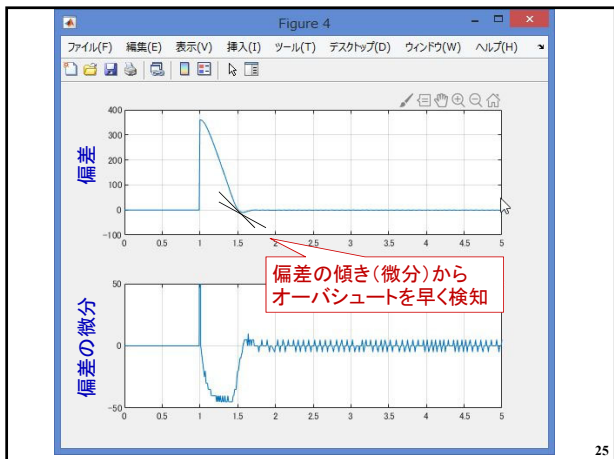 Figure 4
ファイル(F) 編集(E) 表示(V) 挿入(I) ツール(T) デスクトップ(D) ウィンドウ(W) ヘルプ(H)
偏差
400
300
200
100
0
-100
0 0.5 1 1.5 2 2.5 3 3.5 4 4.5 5
偏差の傾き(微分)から
オーバシュートを早く検知
偏差の微分
50
0
-50
0 0.5 1 1.5 2 2.5 3 3.5 4 4.5 5
25